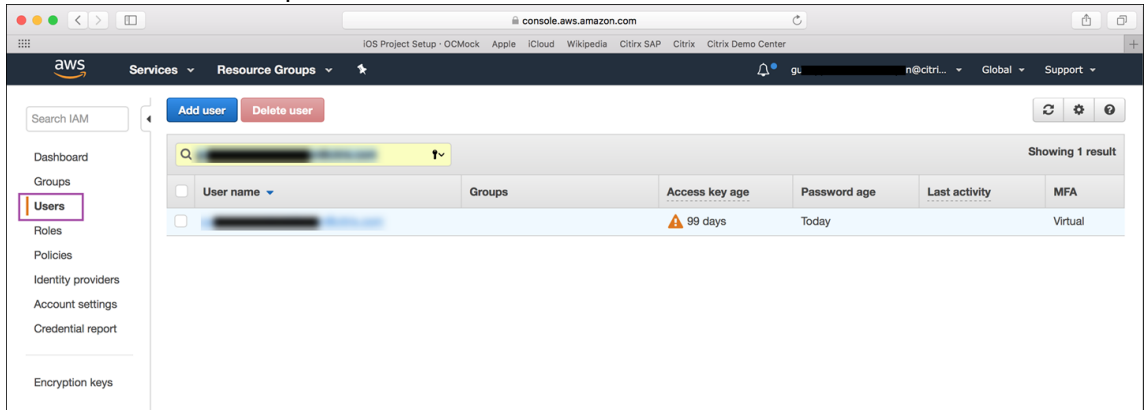 console.aws.amazon.com
iOS Project Setup · OCMock Apple iCloud Wikipedia Citirx SAP Citrix Citrix Demo Center
aws Services Resource Groups gu n@citri... Global Support
Search IAM
Add user Delete user
Dashboard
Groups
Users
Roles
Policies
Identity providers
Account settings
Credential report
Encryption keys
Showing 1 result
User name Groups Access key age Password age Last activity MFA
99 days Today Virtual